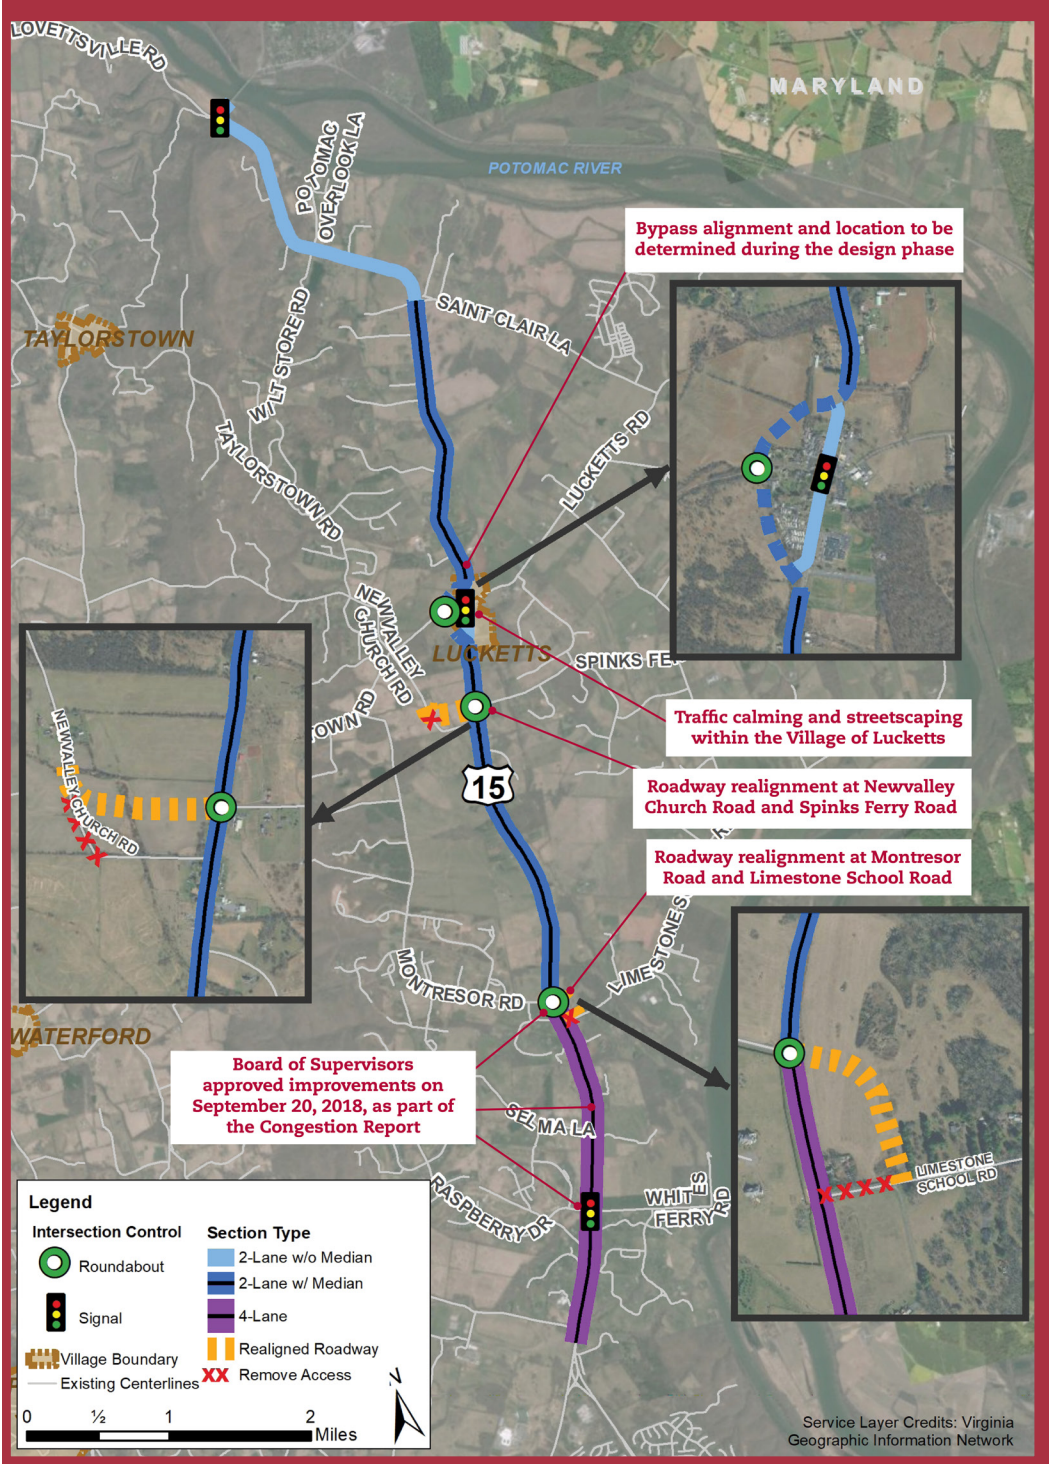 LOVETTSVILLE RD
MARYLAND
POTOMAC
OVERLOOK LA
POTOMAC RIVER
Bypass alignment and location to be
determined during the design phase
SAINT CLAIR LA
TAYLORSTOWN
WILT STORE RD
LUCKETTS RD
TAYLORSTOWN RD
NEWVALLEY
CHURCH RD
LUCKETTS
SPINKS FE
TOWN RD
NEWVALLEY CHURCH RD
Traffic calming and streetscaping
within the Village of Lucketts
15
Roadway realignment at Newvalley
Church Road and Spinks Ferry Road
Roadway realignment at Montresor
Road and Limestone School Road
LIMESTONE S
MONTRESOR RD
WATERFORD
Board of Supervisors
approved improvements on
September 20, 2018, as part of
the Congestion Report
SELMA LA
LIMESTONE
SCHOOL RD
RASPBERRY DR
WHITES
FERRY RD
Legend
Intersection Control
Roundabout
Signal
Village Boundary
Existing Centerlines
Section Type
2-Lane w/o Median
2-Lane w/ Median
4-Lane
Realigned Roadway
XX Remove Access
0 ½ 1 2
Miles
Service Layer Credits: Virginia
Geographic Information Network